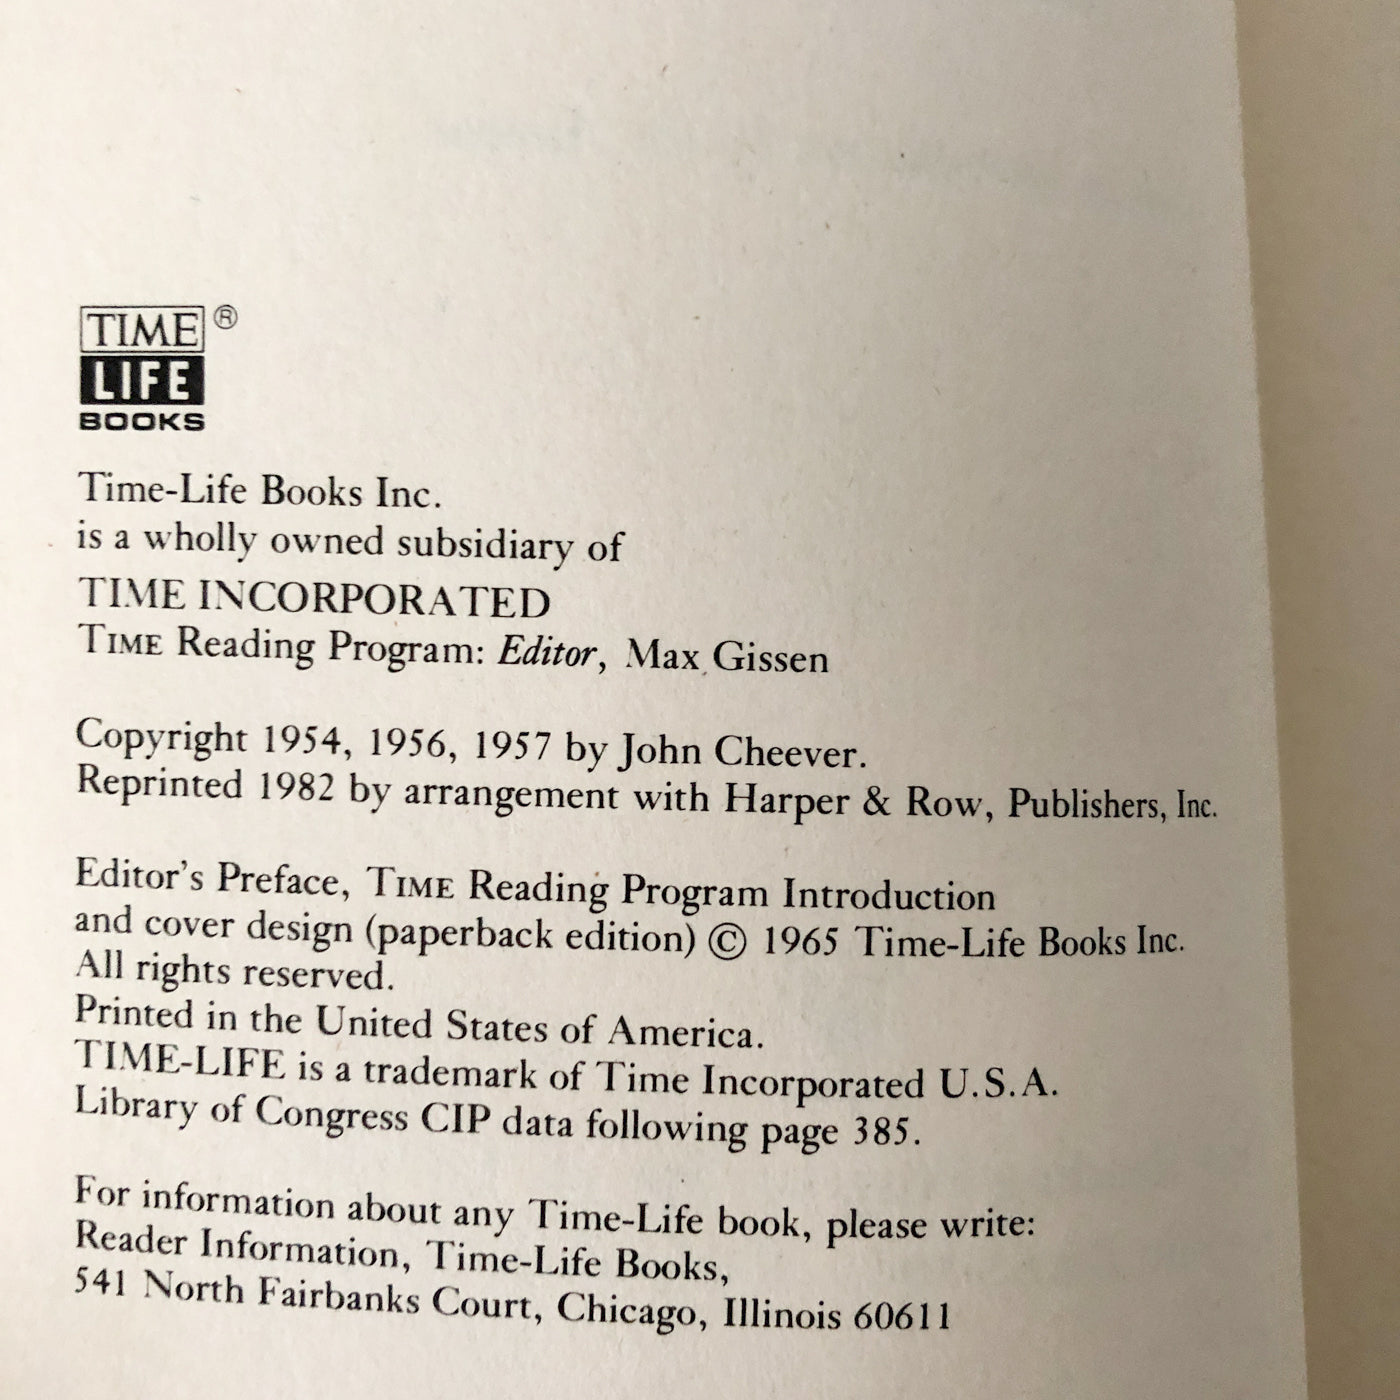 TIME ®
LIFE
BOOKS
Time-Life Books Inc.
is a wholly owned subsidiary of
TIME INCORPORATED
TIME Reading Program: Editor, Max Gissen
Copyright 1954, 1956, 1957 by John Cheever.
Reprinted 1982 by arrangement with Harper & Row, Publishers, Inc.
Editor's Preface, TIME Reading Program Introduction
and cover design (paperback edition) © 1965 Time-Life Books Inc.
All rights reserved.
Printed in the United States of America.
TIME-LIFE is a trademark of Time Incorporated U.S.A.
Library of Congress CIP data following page 385.
For information about any Time-Life book, please write:
Reader Information, Time-Life Books,
541 North Fairbanks Court, Chicago, Illinois 60611